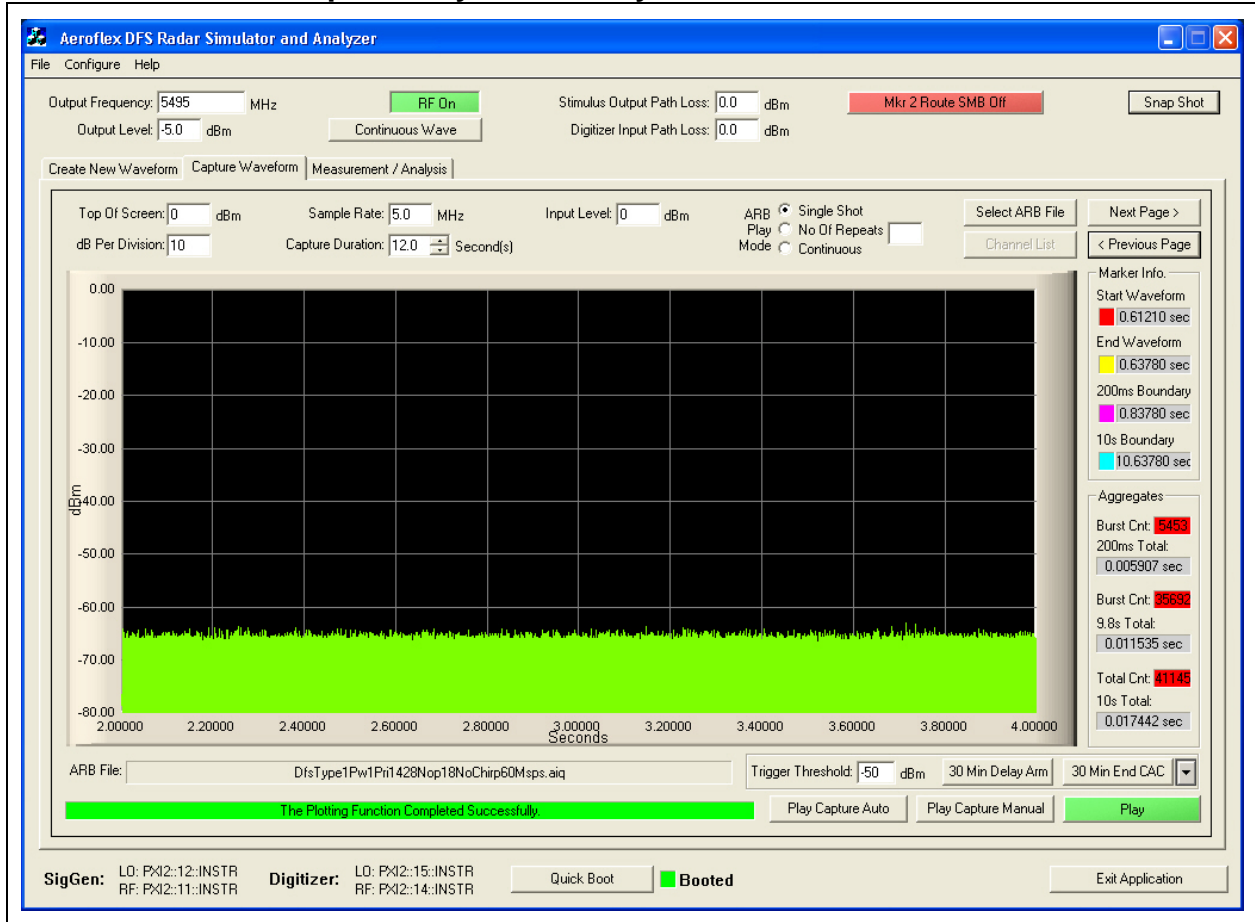 Aeroflex DFS Radar Simulator and Analyzer
File Configure Help
Output Frequency: 5495 MHz RF On Stimulus Output Path Loss: 0.0 dBm Mkr 2 Route SMB Off Snap Shot
Output Level: -5.0 dBm Continuous Wave Digitizer Input Path Loss: 0.0 dBm
Create New Waveform Capture Waveform Measurement / Analysis
Top Of Screen: 0 dBm Sample Rate: 5.0 MHz Input Level: 0 dBm ARB Play Mode Single Shot Select ARB File Next Page >
dB Per Division: 10 Capture Duration: 12.0 Second(s) No Of Repeats Channel List < Previous Page
Continuous
Marker Info.
Start Waveform
0.61210 sec
End Waveform
0.63780 sec
200ms Boundary
0.83780 sec
10s Boundary
10.63780 sec
Aggregates
Burst Cnt: 5453
200ms Total:
0.005907 sec
Burst Cnt: 35692
9.8s Total:
0.011535 sec
Total Cnt: 41145
10s Total:
0.017442 sec
0.00
-10.00
-20.00
-30.00
-40.00
-50.00
-60.00
-70.00
-80.00
dBm
2.00000 2.20000 2.40000 2.60000 2.80000 3.00000 3.20000 3.40000 3.60000 3.80000 4.00000
Seconds
ARB File: DfsType1Pw1Pri1428Nop18NoChirp60Msps.aiq Trigger Threshold: -50 dBm 30 Min Delay Arm 30 Min End CAC
The Plotting Function Completed Successfully. Play Capture Auto Play Capture Manual Play
SigGen: LO: PXI2::12::INSTR Digitizer: LO: PXI2::15::INSTR Quick Boot Booted Exit Application
RF: PXI2::11::INSTR RF: PXI2::14::INSTR